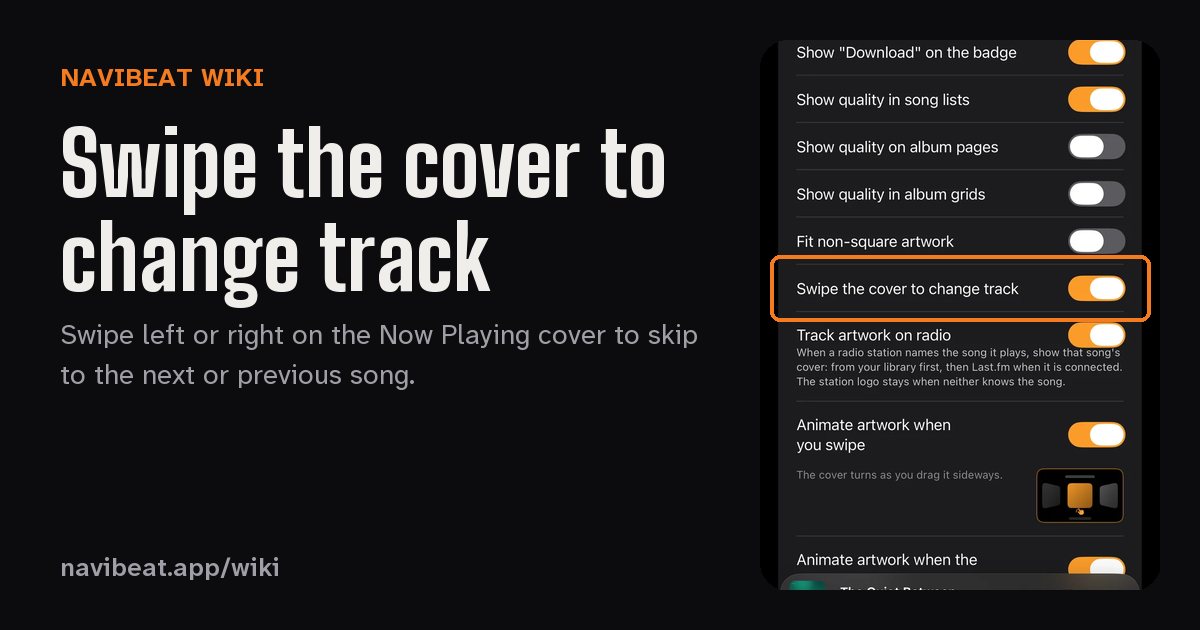 NAVIBEAT WIKI
Swipe the cover to
change track
Swipe left or right on the Now Playing cover to skip
to the next or previous song.
navibeat.app/wiki
Show "Download" on the badge
Show quality in song lists
Show quality on album pages
Show quality in album grids
Fit non-square artwork
Swipe the cover to change track
Track artwork on radio
When a radio station names the song it plays, show that song's
cover: from your library first, then Last.fm when it is connected.
The station logo stays when neither knows the song.
Animate artwork when
you swipe
The cover turns as you drag it sideways.
Animate artwork when the
The Quiet Between